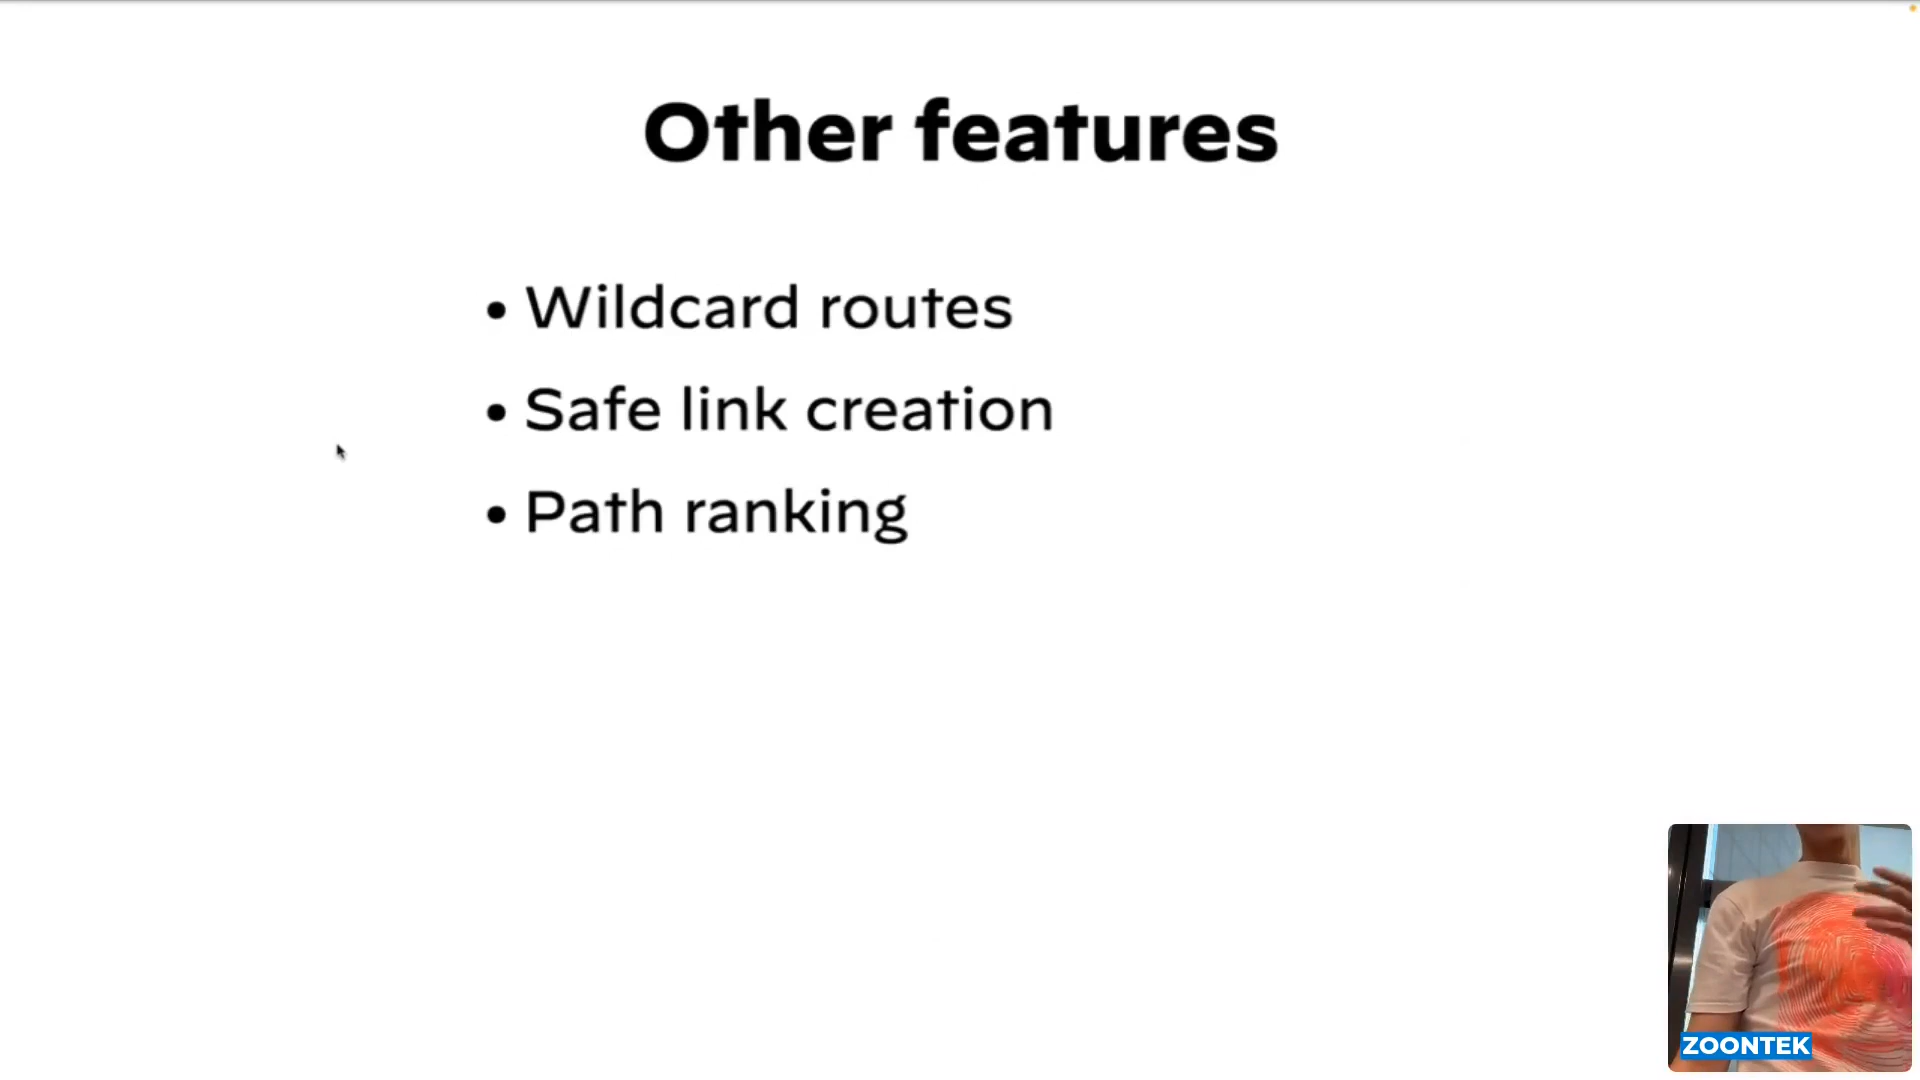 Other features
• Wildcard routes
• Safe link creation
• Path ranking
ZOONTEK